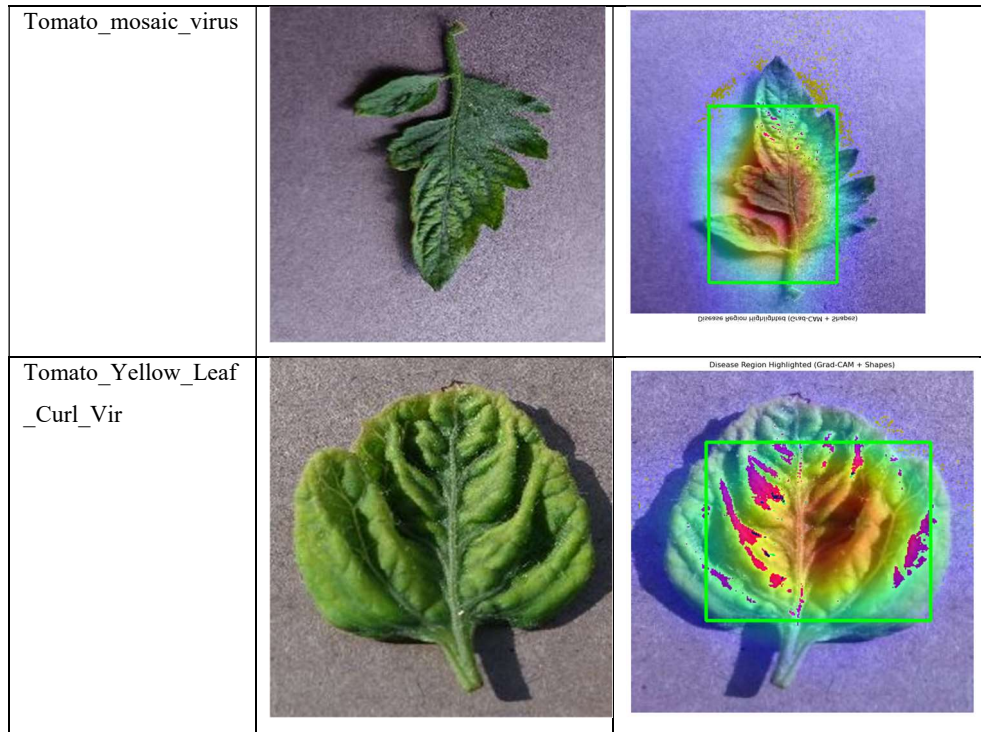 Tomato_mosaic_virus
Disease Region Highlighted (Grad-CAM + Shapes)
Tomato_Yellow_Leaf
_Curl_Vir
Disease Region Highlighted (Grad-CAM + Shapes)